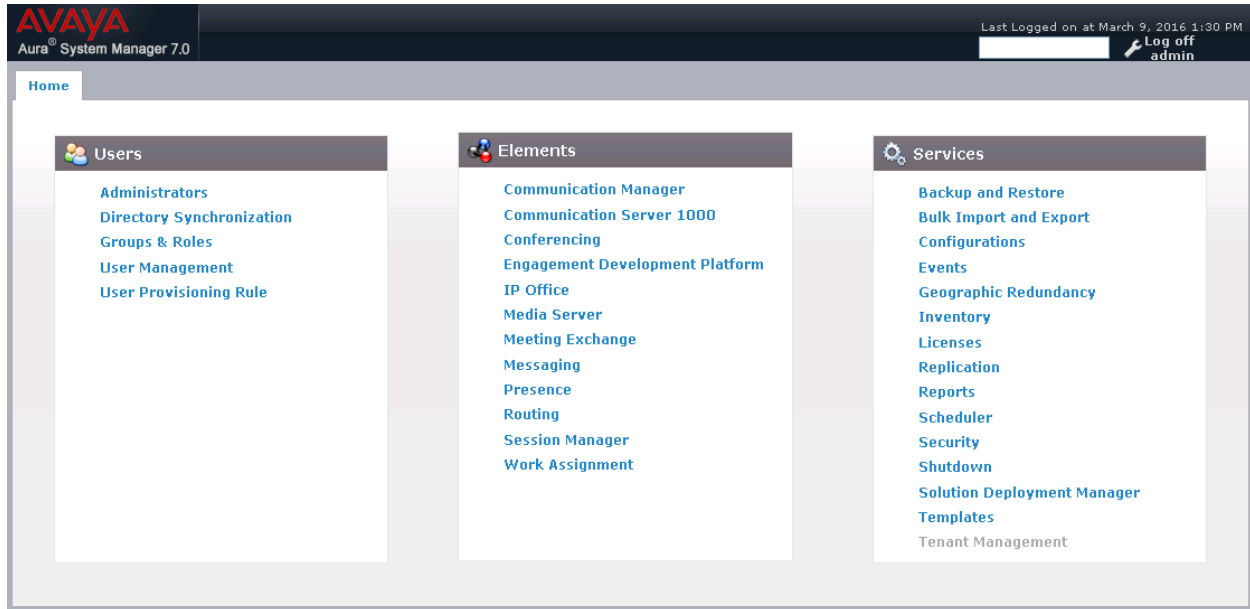 AVAYA
Aura® System Manager 7.0
Last Logged on at March 9, 2016 1:30 PM
Log off
admin
Home
Users
Administrators
Directory Synchronization
Groups & Roles
User Management
User Provisioning Rule
Elements
Communication Manager
Communication Server 1000
Conferencing
Engagement Development Platform
IP Office
Media Server
Meeting Exchange
Messaging
Presence
Routing
Session Manager
Work Assignment
Services
Backup and Restore
Bulk Import and Export
Configurations
Events
Geographic Redundancy
Inventory
Licenses
Replication
Reports
Scheduler
Security
Shutdown
Solution Deployment Manager
Templates
Tenant Management